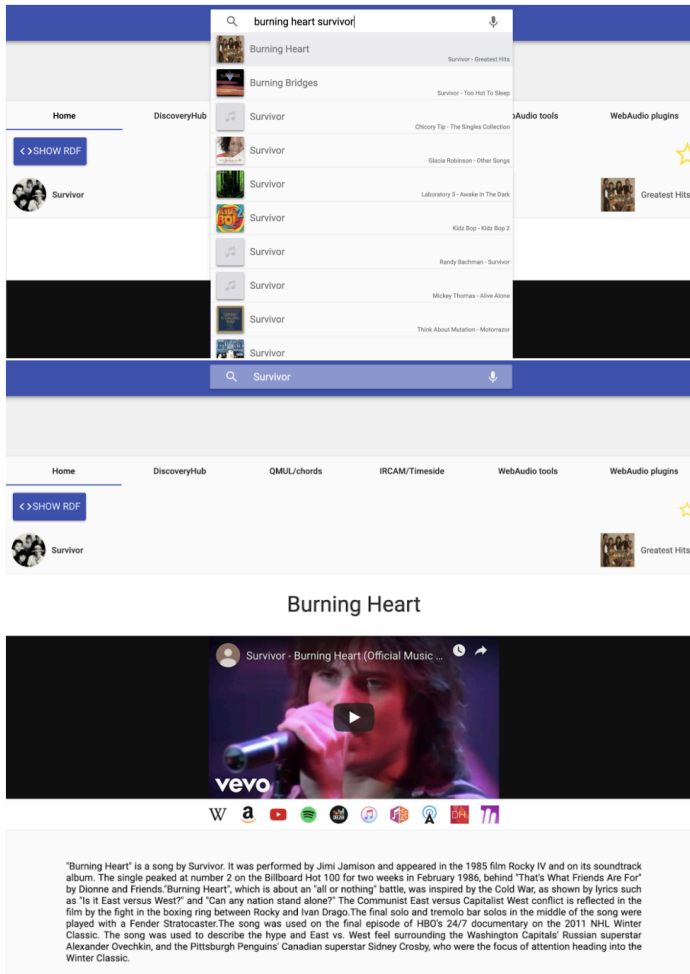 burning heart survivor
Burning Heart
Survivor - Greatest Hits
Burning Bridges
Survivor - Too Hot To Sleep
Home
DiscoveryHub
Survivor
Chicory Tip - The Singles Collection
bAudio tools
WebAudio plugins
<>SHOW RDF
Survivor
Glacia Robinson - Other Songs
Survivor
Survivor
Laboratory 5 - Awake In The Dark
Greatest Hits
Survivor
Kidz Bop - Kidz Bop 2
Survivor
Randy Bachman - Survivor
Survivor
Mickey Thomas - Alive Alone
Survivor
Think About Mutation - Motorrazor
Survivor
Survivor
Home
DiscoveryHub
QMUL/chords
IRCAM/Timeside
WebAudio tools
WebAudio plugins
<>SHOW RDF
Survivor
Greatest Hits
Burning Heart
Survivor - Burning Heart (Official Music ...
vevo
"Burning Heart" is a song by Survivor. It was performed by Jimi Jamison and appeared in the 1985 film Rocky IV and on its soundtrack
album. The single peaked at number 2 on the Billboard Hot 100 for two weeks in February 1986, behind "That's What Friends Are For"
by Dionne and Friends."Burning Heart", which is about an "all or nothing" battle, was inspired by the Cold War, as shown by lyrics such
as "Is it East versus West?" and "Can any nation stand alone?" The Communist East versus Capitalist West conflict is reflected in the
film by the fight in the boxing ring between Rocky and Ivan Drago.The final solo and tremolo bar solos in the middle of the song were
played with a Fender Stratocaster.The song was used on the final episode of HBO's 24/7 documentary on the 2011 NHL Winter
Classic. The song was used to describe the hype and East vs. West feel surrounding the Washington Capitals' Russian superstar
Alexander Ovechkin, and the Pittsburgh Penguins' Canadian superstar Sidney Crosby, who were the focus of attention heading into the
Winter Classic.